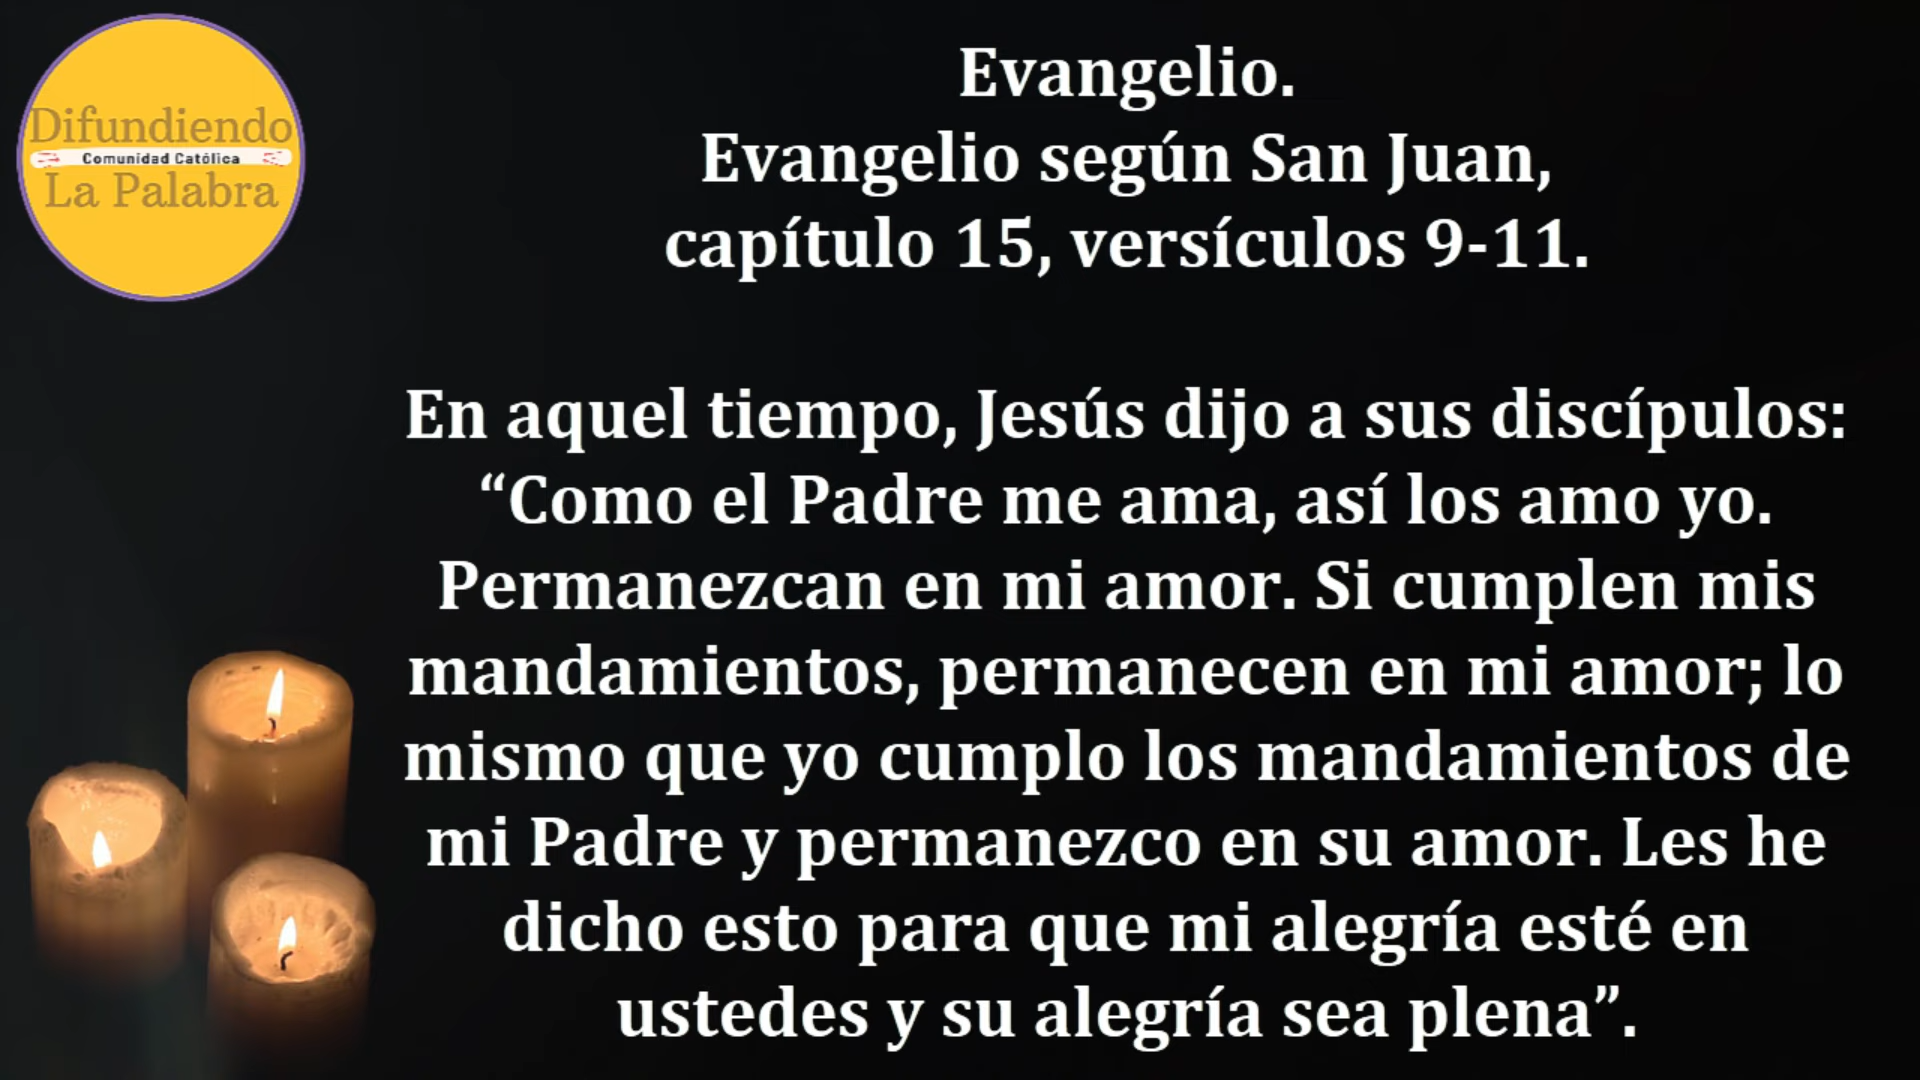 Difundiendo
Comunidad Católica
La Palabra
Evangelio.
Evangelio según San Juan,
capítulo 15, versículos 9-11.
En aquel tiempo, Jesús dijo a sus discípulos:
“Como el Padre me ama, así los amo yo.
Permanezcan en mi amor. Si cumplen mis
mandamientos, permanecen en mi amor; lo
mismo que yo cumplo los mandamientos de
mi Padre y permanezco en su amor. Les he
dicho esto para que mi alegría esté en
ustedes y su alegría sea plena”.